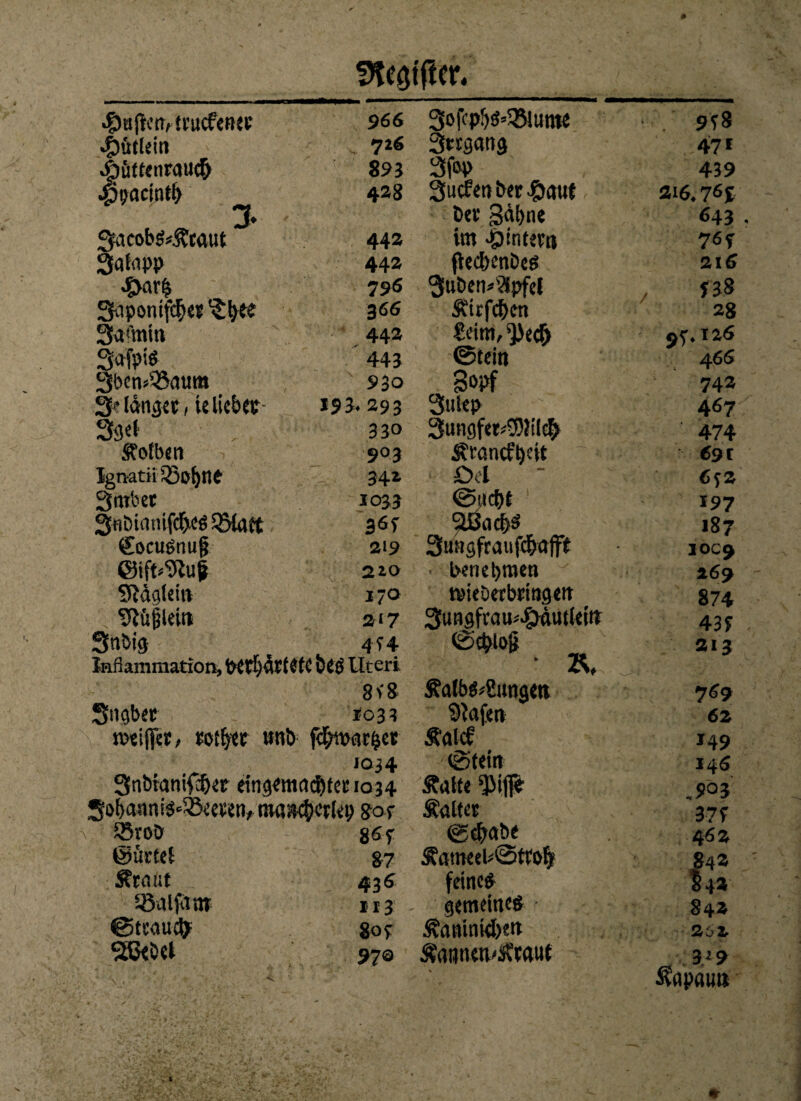 Register.
Husten, truckener 966
Hütlein 726
Hüttenrauch 893
Hyacinth 428
J.
Jacobs-Kraut 442
Jalapp 442
Hartz 796
Japonischer Thee 366
Jasmin 442
Jaspis 443
Iben-Baum 930
Je länger, ie lieber 193. 293
Igel 330
Kolben 903
Ignatii Bohne 342
Imber 1033
Indianisches Blatt 365
Cocusnuß 219
Gift-Nuß 220
Näglein 170
Nüßlein 217
Indig 454
Inflammation, verhärtete des Uteri
858
Ingber 1033
weisser, rother und schwartzer
1034
Indianischer eingemachter 1034
Johannis-Beeren, mancherley 805
Brod 865
Gürtel 87
Kraut 436
Balsam 113
Strauch 805
Wedel 970
Josephs-Blume 958
Irrgang 471
Isop 439
Jucken der Haut 216. 765
der Zähne 643
im Hintern 765
stechendes 216
Juden-Apfel 538
Kirschen 28
Leim, Pech 95. 126
Stein 466
Zopf 742
Julep 467
Jungfer-Milch 474
Kranckheit 691
Oel 652
Sucht 197
Wachs 187
Jungfrauschafft 1009
benehmen 269
wiederbringen 874
Jungfrau-Häutlein 435
Schloß 213
K.
Kalbs-Lungen 769
Nasen 62
Kalck 149
Stein 146
Kalte Pisse 903
Kalter 375
Schabe 462
Kameel-Stroh 842
feines 842
gemeines 842
Kaninichen 202
Kannen-Kraut 319
Kapaun